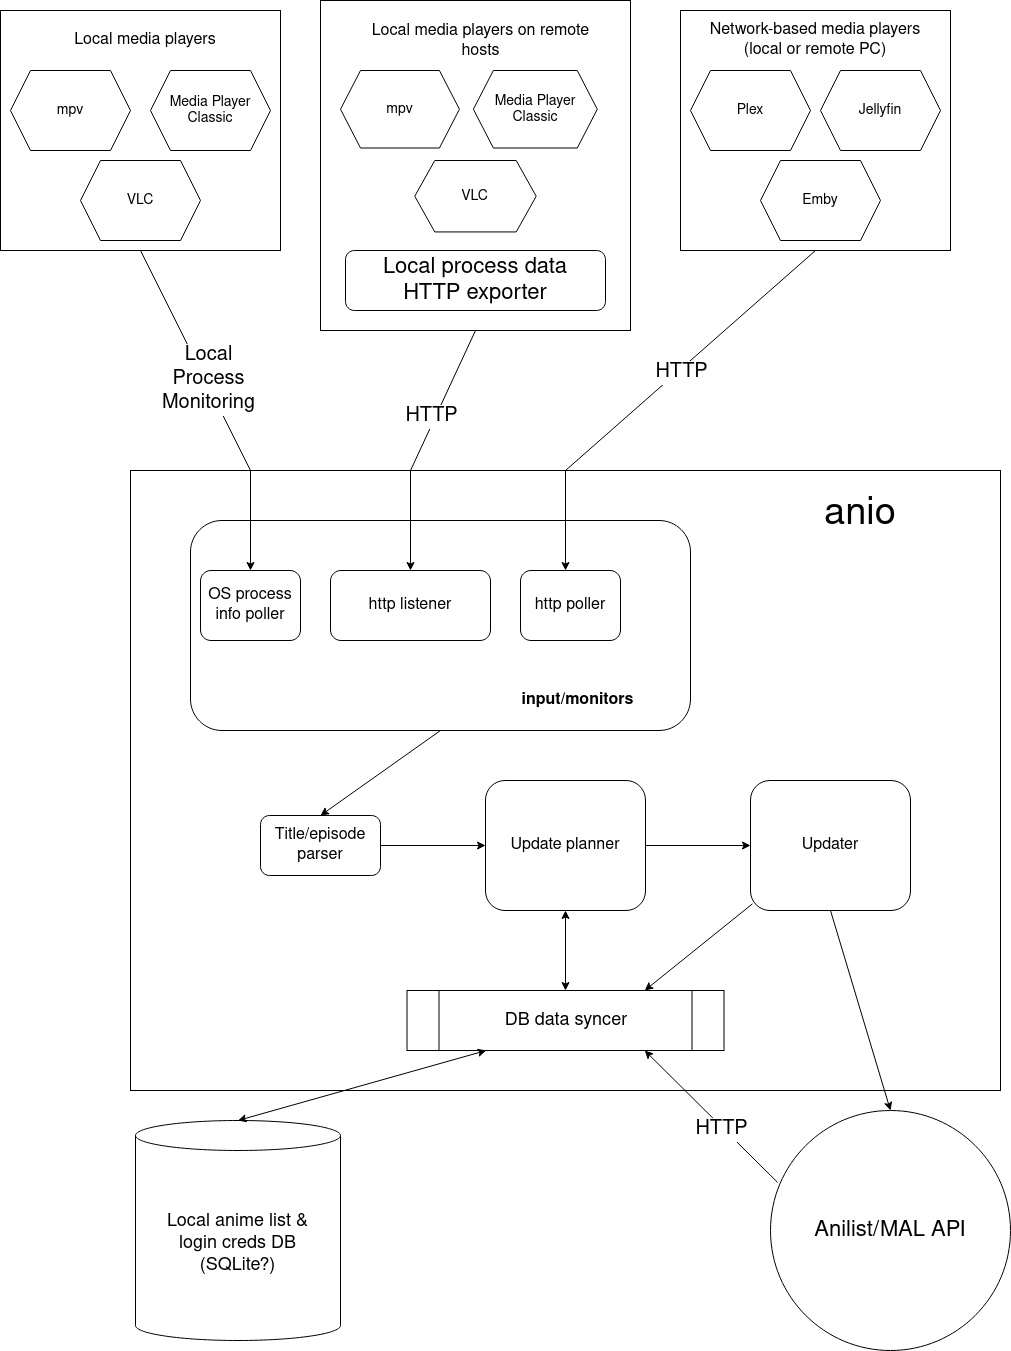 Local media players
mpv
Media Player
Classic
VLC
Local media players on remote
hosts
mpv
Media Player
Classic
VLC
Local process data
HTTP exporter
Network-based media players
(local or remote PC)
Plex
Jellyfin
Emby
Local
Process
Monitoring
HTTP
HTTP
anio
OS process
info poller
http listener
http poller
input/monitors
Title/episode
parser
Update planner
Updater
DB data syncer
HTTP
Local anime list &
login creds DB
(SQLite?)
Anilist/MAL API